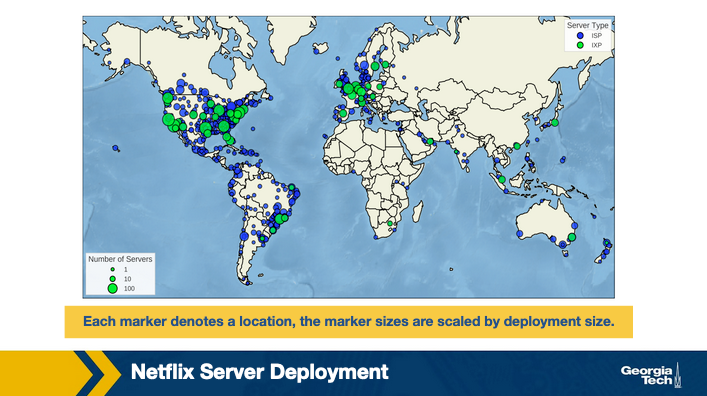 Server Type
ISP
IXP
Number of Servers
1
10
100
Each marker denotes a location, the marker sizes are scaled by deployment size.
Netflix Server Deployment
Georgia
Tech